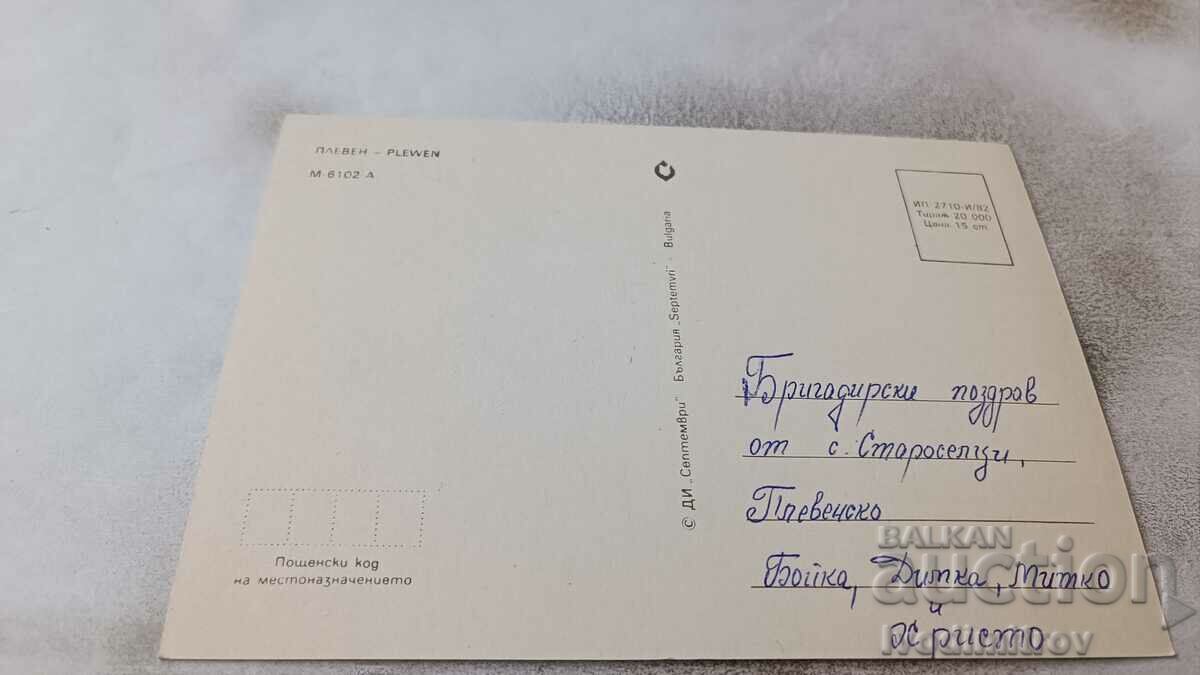 ПЛЕВЕН – PLEWEN
М-6102 А
ИП 2710-И/82
Тираж 20 000
Цена 15 ст.
© ДИ „Септември" България „Septemvri" · Bulgaria
Бригадирски поздрав
от с. Староселци,
Плевенско
Бойка, Димка, Митко
и
Христо
Пощенски код
на местоназначението
BALKAN
auction